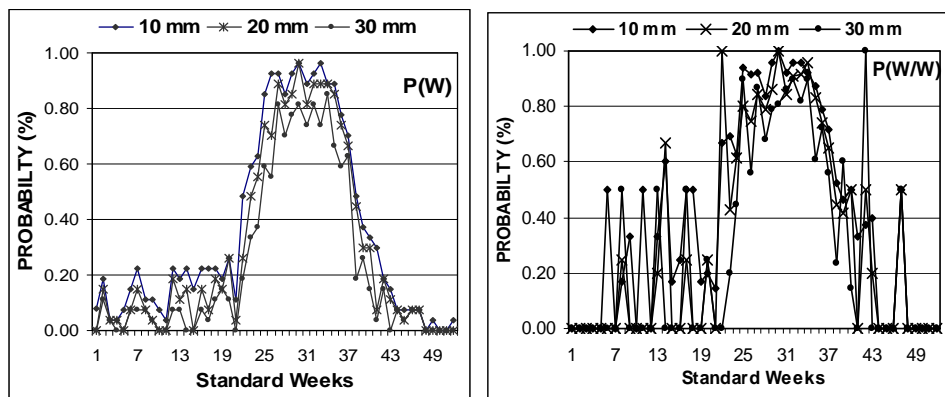 10 mm 20 mm 30 mm
P(W)
PROBABILTY (%)
1.00
0.80
0.60
0.40
0.20
0.00
1 7 13 19 25 31 37 43 49
Standard Weeks
10 mm 20 mm 30 mm
P(W/W)
PROBABILTY (%)
1.00
0.80
0.60
0.40
0.20
0.00
1 7 13 19 25 31 37 43 49
Standard Weeks